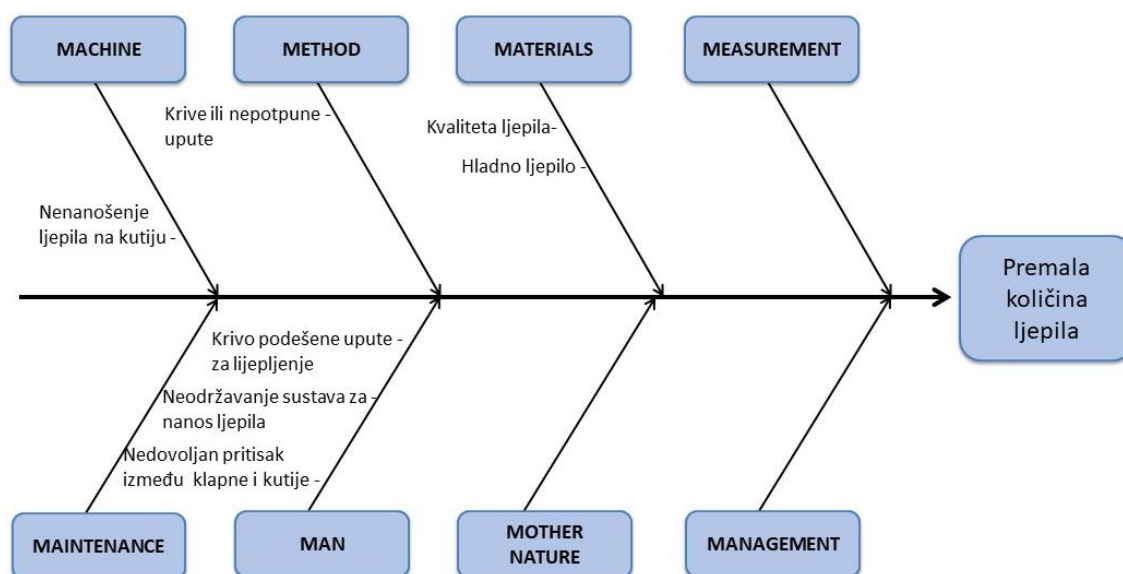 MACHINE
METHOD
MATERIALS
MEASUREMENT
Krive ili nepotpune -
upute
Kvaliteta ljepila-
Hladno ljepilo -
Nenanošenje
ljepila na kutiju -
Premala
količina
ljepila
Krivo podešene upute -
za lijepljenje
Neodržavanje sustava za -
nanos ljepila
Nedovoljan pritisak
između klapne i kutije -
MAINTENANCE
MAN
MOTHER
NATURE
MANAGEMENT